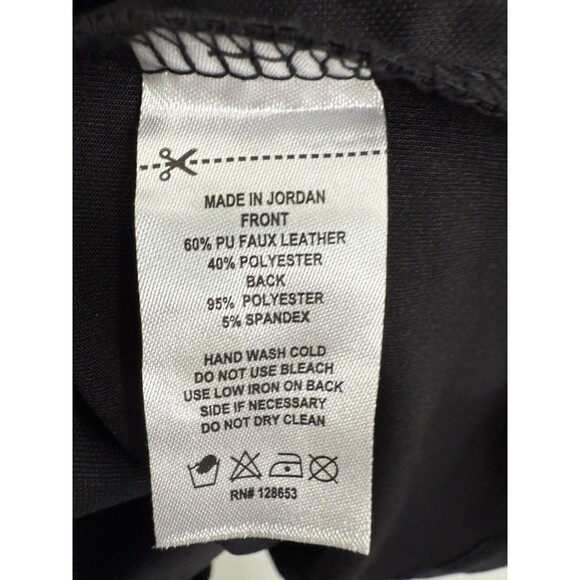 MADE IN JORDAN
FRONT
60% PU FAUX LEATHER
40% POLYESTER
BACK
95% POLYESTER
5% SPANDEX
HAND WASH COLD
DO NOT USE BLEACH
USE LOW IRON ON BACK
SIDE IF NECESSARY
DO NOT DRY CLEAN
RN# 128653